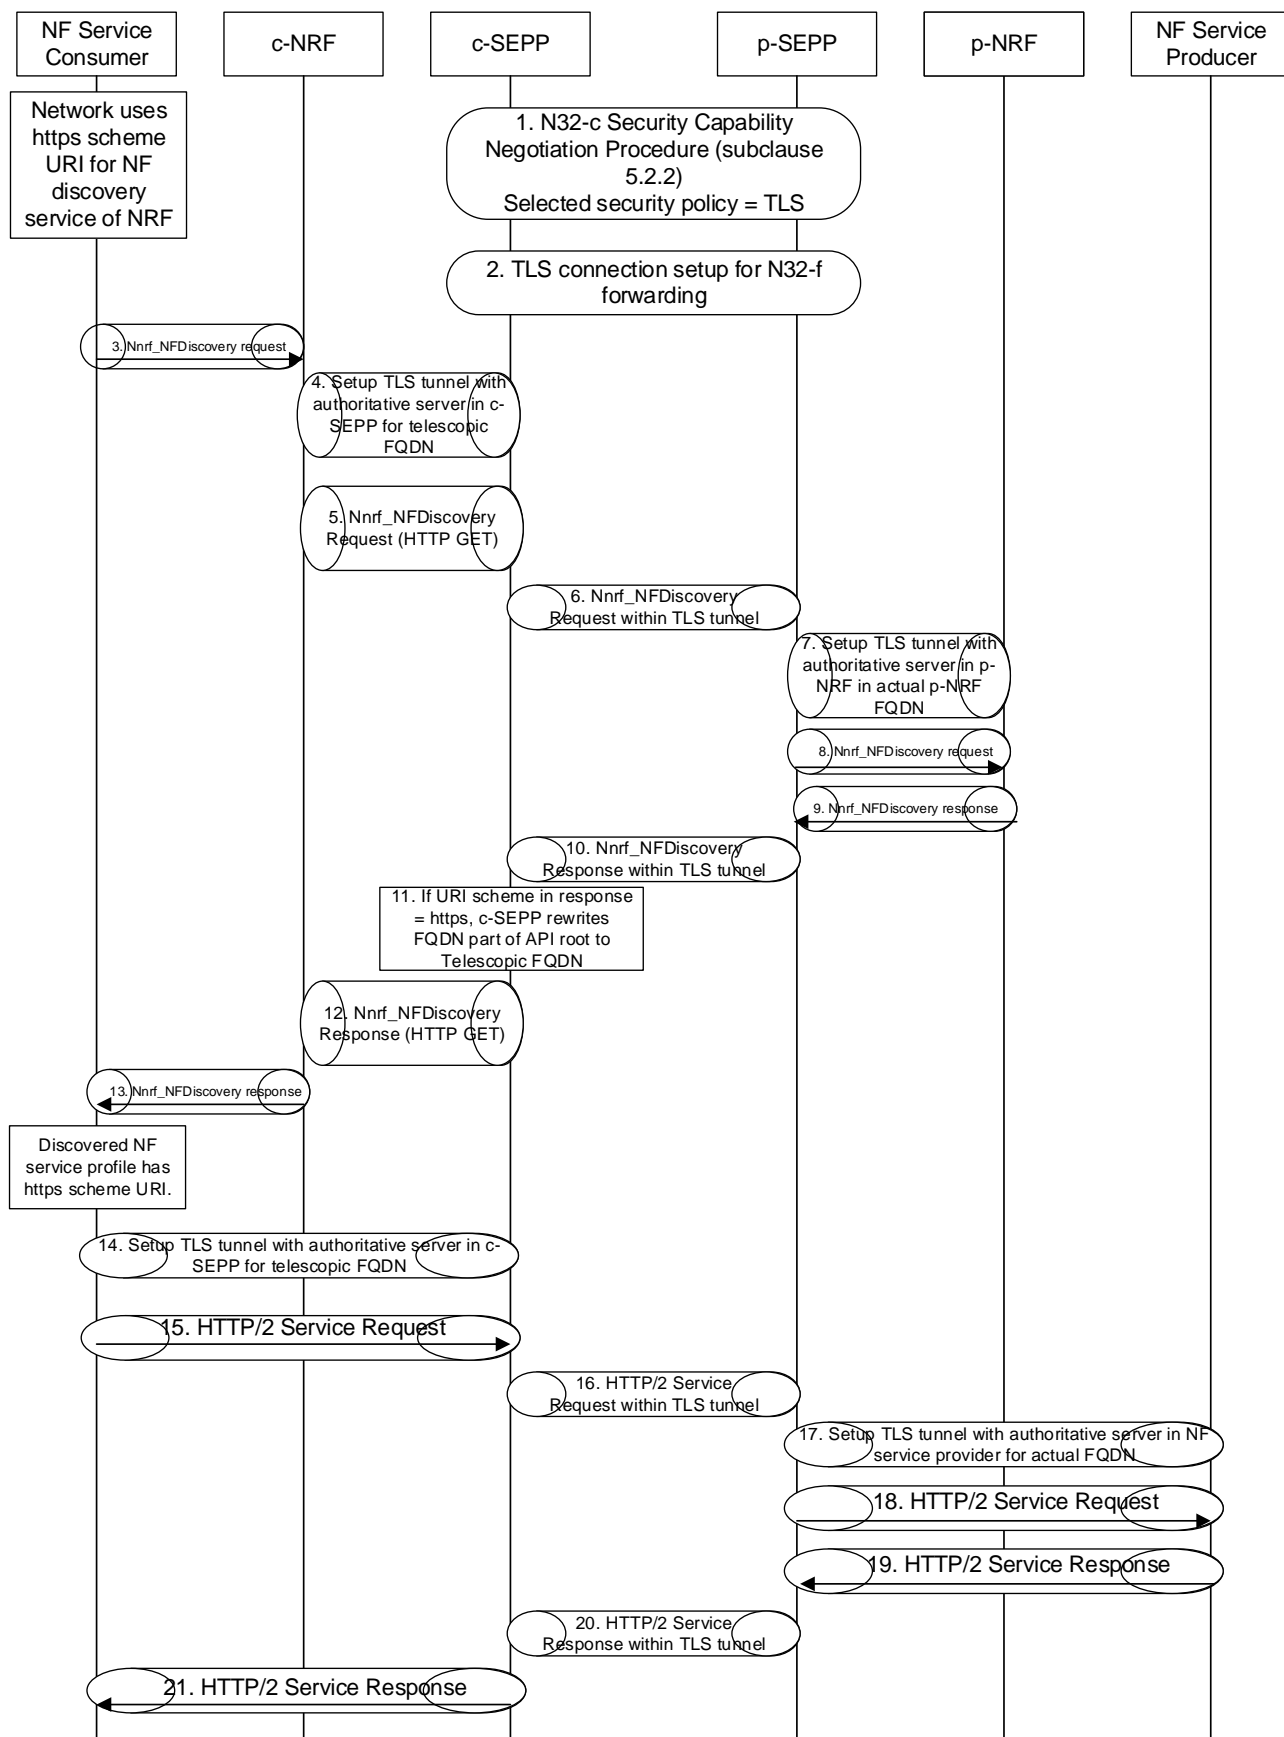 NF Service
Consumer
c-NRF
c-SEPP
p-SEPP
p-NRF
NF Service
Producer
Network uses
https scheme
URI for NF
discovery
service of NRF
1. N32-c Security Capability
Negotiation Procedure (subclause
5.2.2)
Selected security policy = TLS
2. TLS connection setup for N32-f
forwarding
3. Nnrf_NFDiscovery request
4. Setup TLS tunnel with
authoritative server in c-
SEPP for telescopic
FQDN
5. Nnrf_NFDiscovery
Request (HTTP GET)
6. Nnrf_NFDiscovery
Request within TLS tunnel
7. Setup TLS tunnel with
authoritative server in p-
NRF in actual p-NRF
FQDN
8. Nnrf_NFDiscovery request
9. Nnrf_NFDiscovery response
10. Nnrf_NFDiscovery
Response within TLS tunnel
11. If URI scheme in response
= https, c-SEPP rewrites
FQDN part of API root to
Telescopic FQDN
12. Nnrf_NFDiscovery
Response (HTTP GET)
13. Nnrf_NFDiscovery response
Discovered NF
service profile has
https scheme URI.
14. Setup TLS tunnel with authoritative server in c-
SEPP for telescopic FQDN
15. HTTP/2 Service Request
16. HTTP/2 Service
Request within TLS tunnel
17. Setup TLS tunnel with authoritative server in NF
service provider for actual FQDN
18. HTTP/2 Service Request
19. HTTP/2 Service Response
20. HTTP/2 Service
Response within TLS tunnel
21. HTTP/2 Service Response